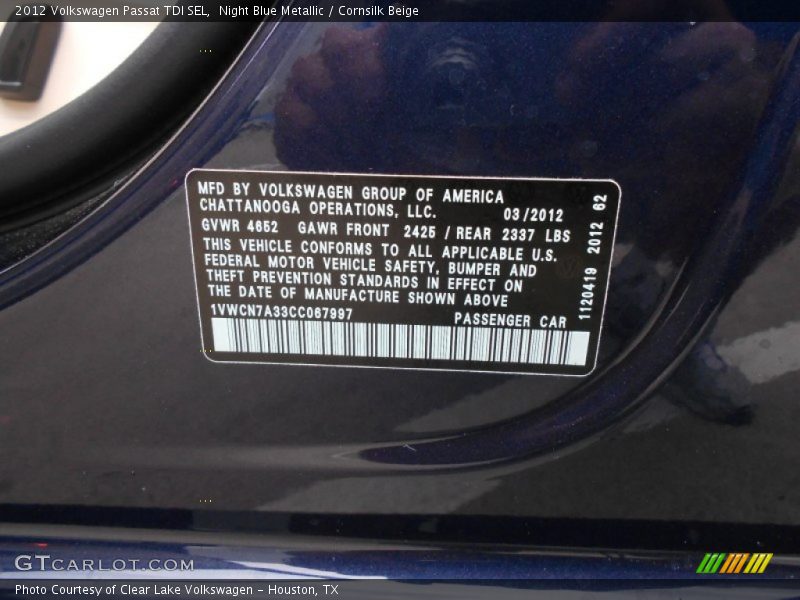 2012 Volkswagen Passat TDI SEL,  Night Blue Metallic / Cornsilk Beige
MFD BY VOLKSWAGEN GROUP OF AMERICA
CHATTANOOGA OPERATIONS, LLC. 03/2012
GVWR 4652 GAWR FRONT 2425 / REAR 2337 LBS
THIS VEHICLE CONFORMS TO ALL APPLICABLE U.S.
FEDERAL MOTOR VEHICLE SAFETY, BUMPER AND
THEFT PREVENTION STANDARDS IN EFFECT ON
THE DATE OF MANUFACTURE SHOWN ABOVE
1VWCN7A33CC067997 PASSENGER CAR
1120419 2012 62
GTCARLOT.COM
Photo Courtesy of Clear Lake Volkswagen - Houston, TX